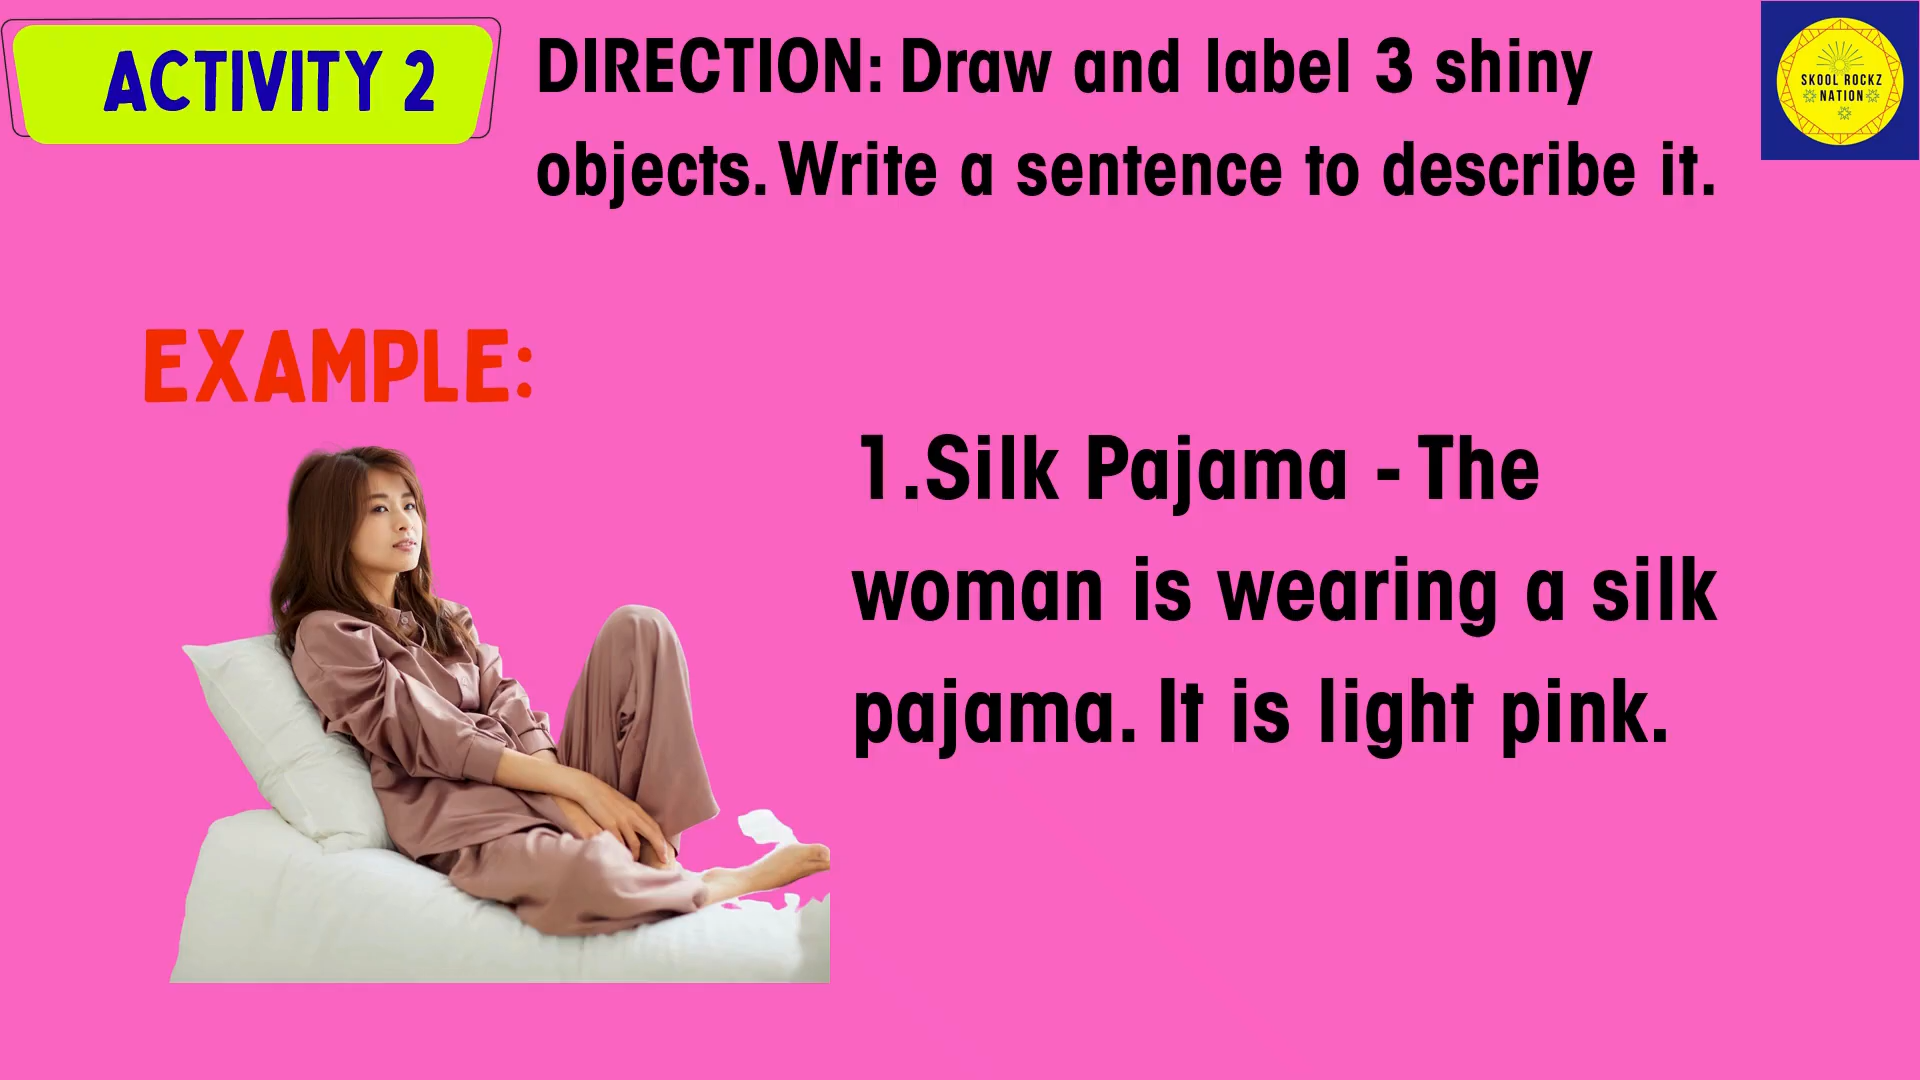 ACTIVITY 2
DIRECTION: Draw and label 3 shiny
objects. Write a sentence to describe it.
SKOOL ROCKZ
NATION
EXAMPLE:
1.Silk Pajama - The
woman is wearing a silk
pajama. It is light pink.